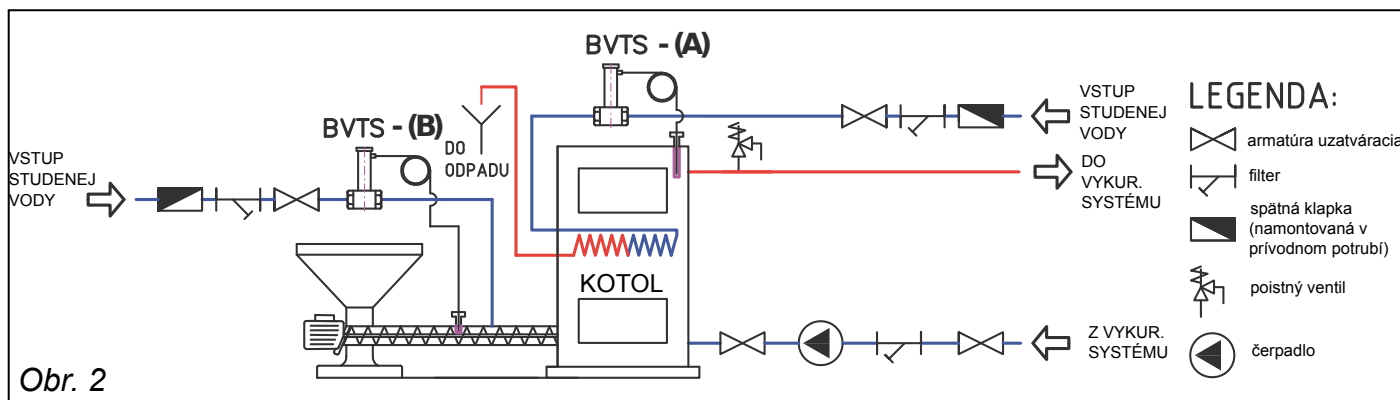 BVTS - (A)
BVTS - (B)
VSTUP
STUDENEJ
VODY
DO
ODPADU
KOTOL
VSTUP
STUDENEJ
VODY
DO
VYKUR.
SYSTÉMU
Z VYKUR.
SYSTÉMU
LEGENDA:
armatúra uzatváracia
filter
spätná klapka
(namontovaná v
prívodnom potrubí)
poistný ventil
čerpadlo
Obr. 2